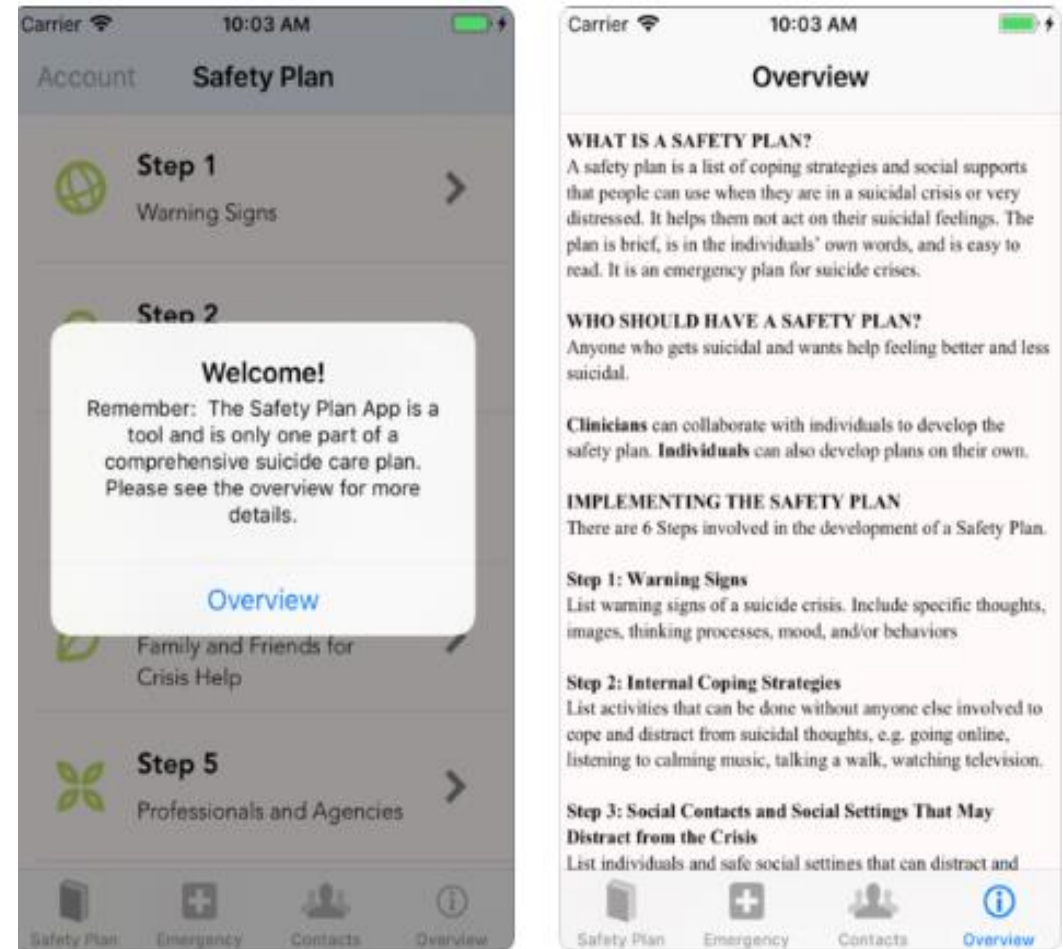 Carrier 10:03 AM
Account Safety Plan
Step 1
Warning Signs
Step 2
Welcome!
Remember: The Safety Plan App is a
tool and is only one part of a
comprehensive suicide care plan.
Please see the overview for more
details.
Overview
Family and Friends for
Crisis Help
Step 5
Professionals and Agencies
Safety Plan Emergency Contacts Overview
Carrier 10:03 AM
Overview
WHAT IS A SAFETY PLAN?
A safety plan is a list of coping strategies and social supports
that people can use when they are in a suicidal crisis or very
distressed. It helps them not act on their suicidal feelings. The
plan is brief, is in the individuals' own words, and is easy to
read. It is an emergency plan for suicide crises.
WHO SHOULD HAVE A SAFETY PLAN?
Anyone who gets suicidal and wants help feeling better and less
suicidal.
Clinicians can collaborate with individuals to develop the
safety plan. Individuals can also develop plans on their own.
IMPLEMENTING THE SAFETY PLAN
There are 6 Steps involved in the development of a Safety Plan.
Step 1: Warning Signs
List warning signs of a suicide crisis. Include specific thoughts,
images, thinking processes, mood, and/or behaviors
Step 2: Internal Coping Strategies
List activities that can be done without anyone else involved to
cope and distract from suicidal thoughts, e.g. going online,
listening to calming music, talking a walk, watching television.
Step 3: Social Contacts and Social Settings That May
Distract from the Crisis
List individuals and safe social settings that can distract and
Safety Plan Emergency Contacts Overview